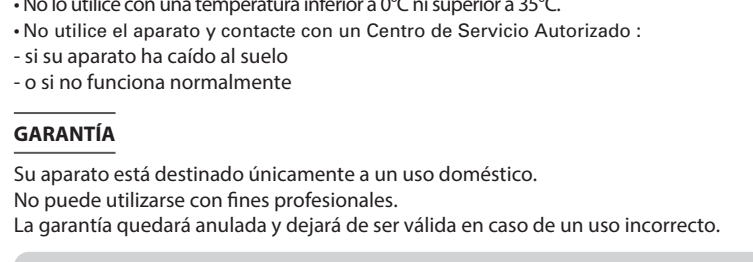 • No lo utilice con una temperatura inferior a 0°C ni superior a 35°C.
• No utilice el aparato y contacte con un Centro de Servicio Autorizado :
- si su aparato ha caído al suelo
- o si no funciona normalmente
GARANTÍA
Su aparato está destinado únicamente a un uso doméstico.
No puede utilizarse con fines profesionales.
La garantía quedará anulada y dejará de ser válida en caso de un uso incorrecto.